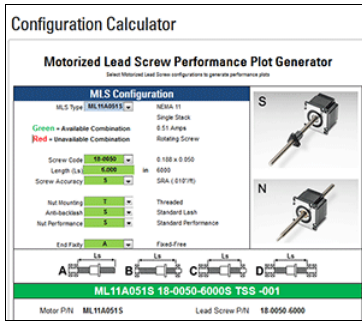 Configuration Calculator
Motorized Lead Screw Performance Plot Generator
Select Motorized Lead Screw configurations to generate performance plots
MLS Configuration
MLS Type ML11A051S NEMA 11
Single Stack
Green = Available Combination 0.51 Amps
Red = Unavailable Combination Rotating Screw
Screw Code 18-0050 0.188 x 0.050
Length (Ls) 6.000 in 6000
Screw Accuracy S SRA (.010"/ft)
Nut Mounting T Threaded
Anti-backlash S Standard Lash
Nut Performance S Standard Performance
End Fixity A Fixed-Free
S
N
Ls Ls Ls Ls
A B C D
ML11A051S 18-0050-6000S TSS -001
Motor P/N ML11A051S Lead Screw P/N 18-0050-6000